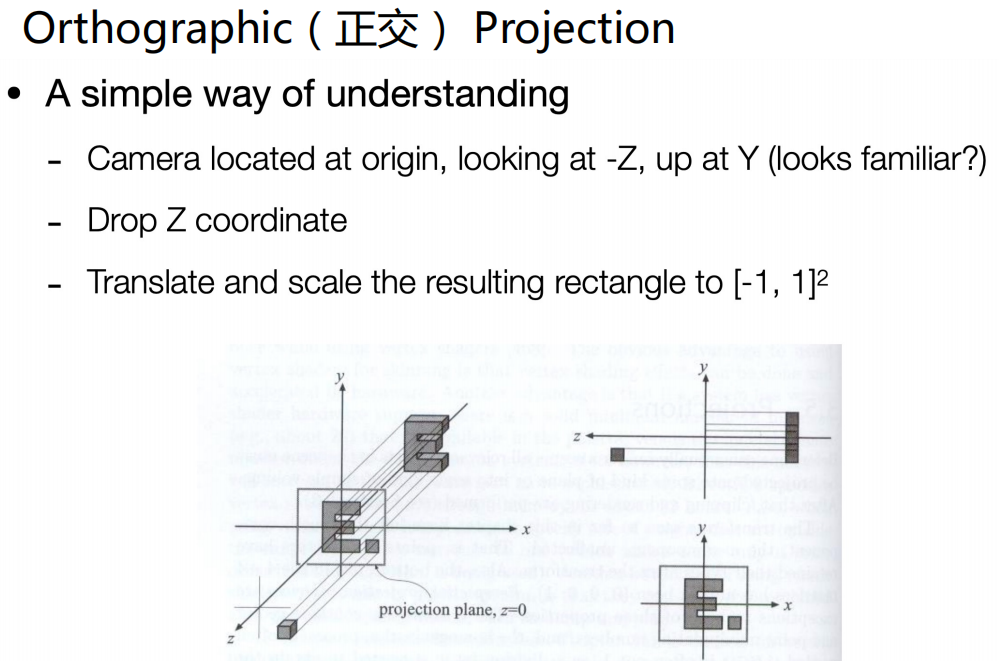 Orthographic ( 正交 ) Projection
• A simple way of understanding
- Camera located at origin, looking at -Z, up at Y (looks familiar?)
- Drop Z coordinate
- Translate and scale the resulting rectangle to [-1, 1]²
y
x
z
projection plane, z=0
y
z
y
x